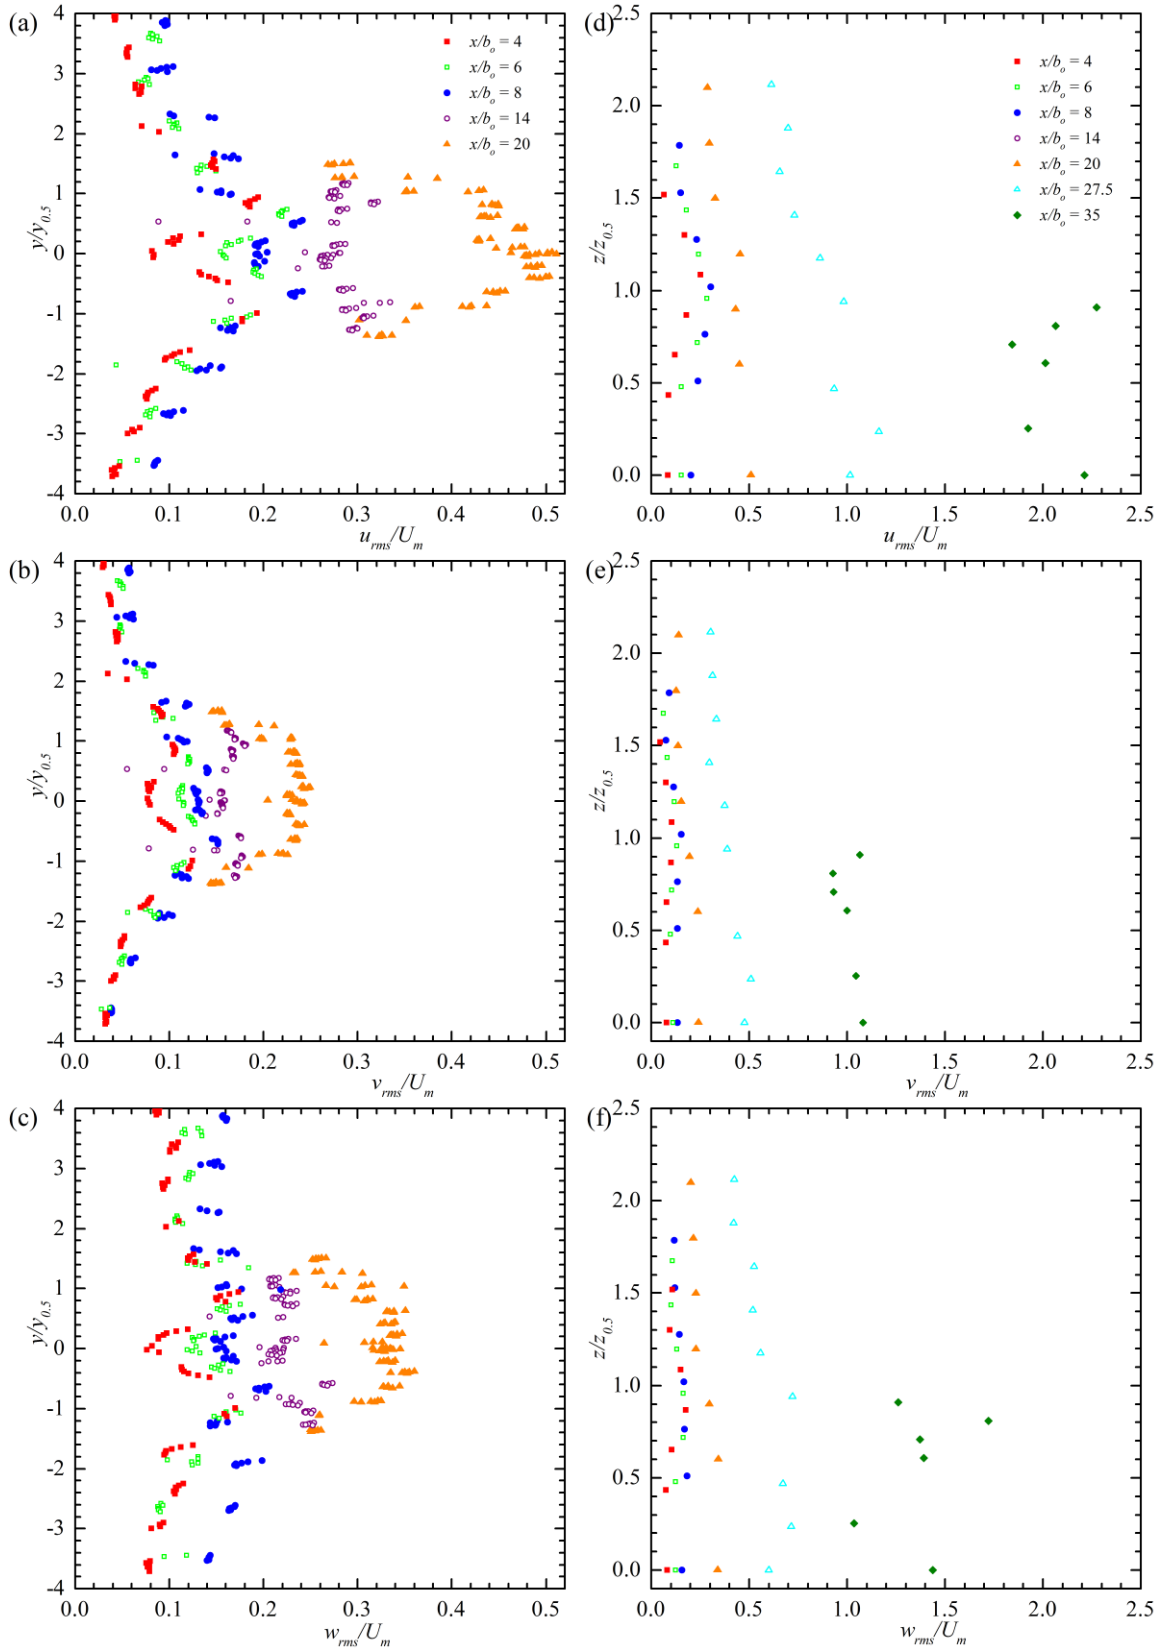 (a)
4
3
2
1
0
-1
-2
-3
-4
y/y0.5
x/bo = 4
x/bo = 6
x/bo = 8
x/bo = 14
x/bo = 20
0.0 0.1 0.2 0.3 0.4 0.5
urms/Um
(d)
2.5
2.0
1.5
1.0
0.5
0.0
z/z0.5
x/bo = 4
x/bo = 6
x/bo = 8
x/bo = 14
x/bo = 20
x/bo = 27.5
x/bo = 35
0.0 0.5 1.0 1.5 2.0 2.5
urms/Um
(b)
4
3
2
1
0
-1
-2
-3
-4
y/y0.5
0.0 0.1 0.2 0.3 0.4 0.5
vrms/Um
(e)
2.5
2.0
1.5
1.0
0.5
0.0
z/z0.5
0.0 0.5 1.0 1.5 2.0 2.5
vrms/Um
(c)
4
3
2
1
0
-1
-2
-3
-4
y/y0.5
0.0 0.1 0.2 0.3 0.4 0.5
wrms/Um
(f)
2.5
2.0
1.5
1.0
0.5
0.0
z/z0.5
0.0 0.5 1.0 1.5 2.0 2.5
wrms/Um